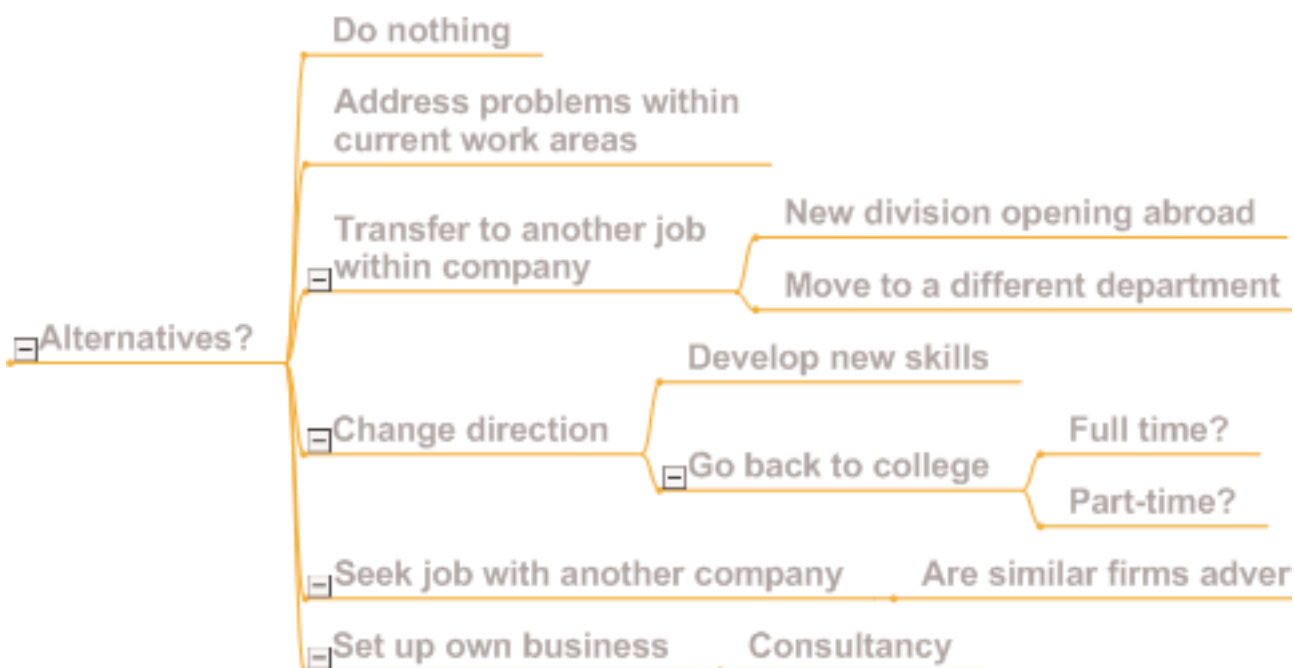 Do nothing
Address problems within
current work areas
Transfer to another job
within company
New division opening abroad
Move to a different department
Alternatives?
Change direction
Develop new skills
Go back to college
Full time?
Part-time?
Seek job with another company
Are similar firms adver
Set up own business
Consultancy